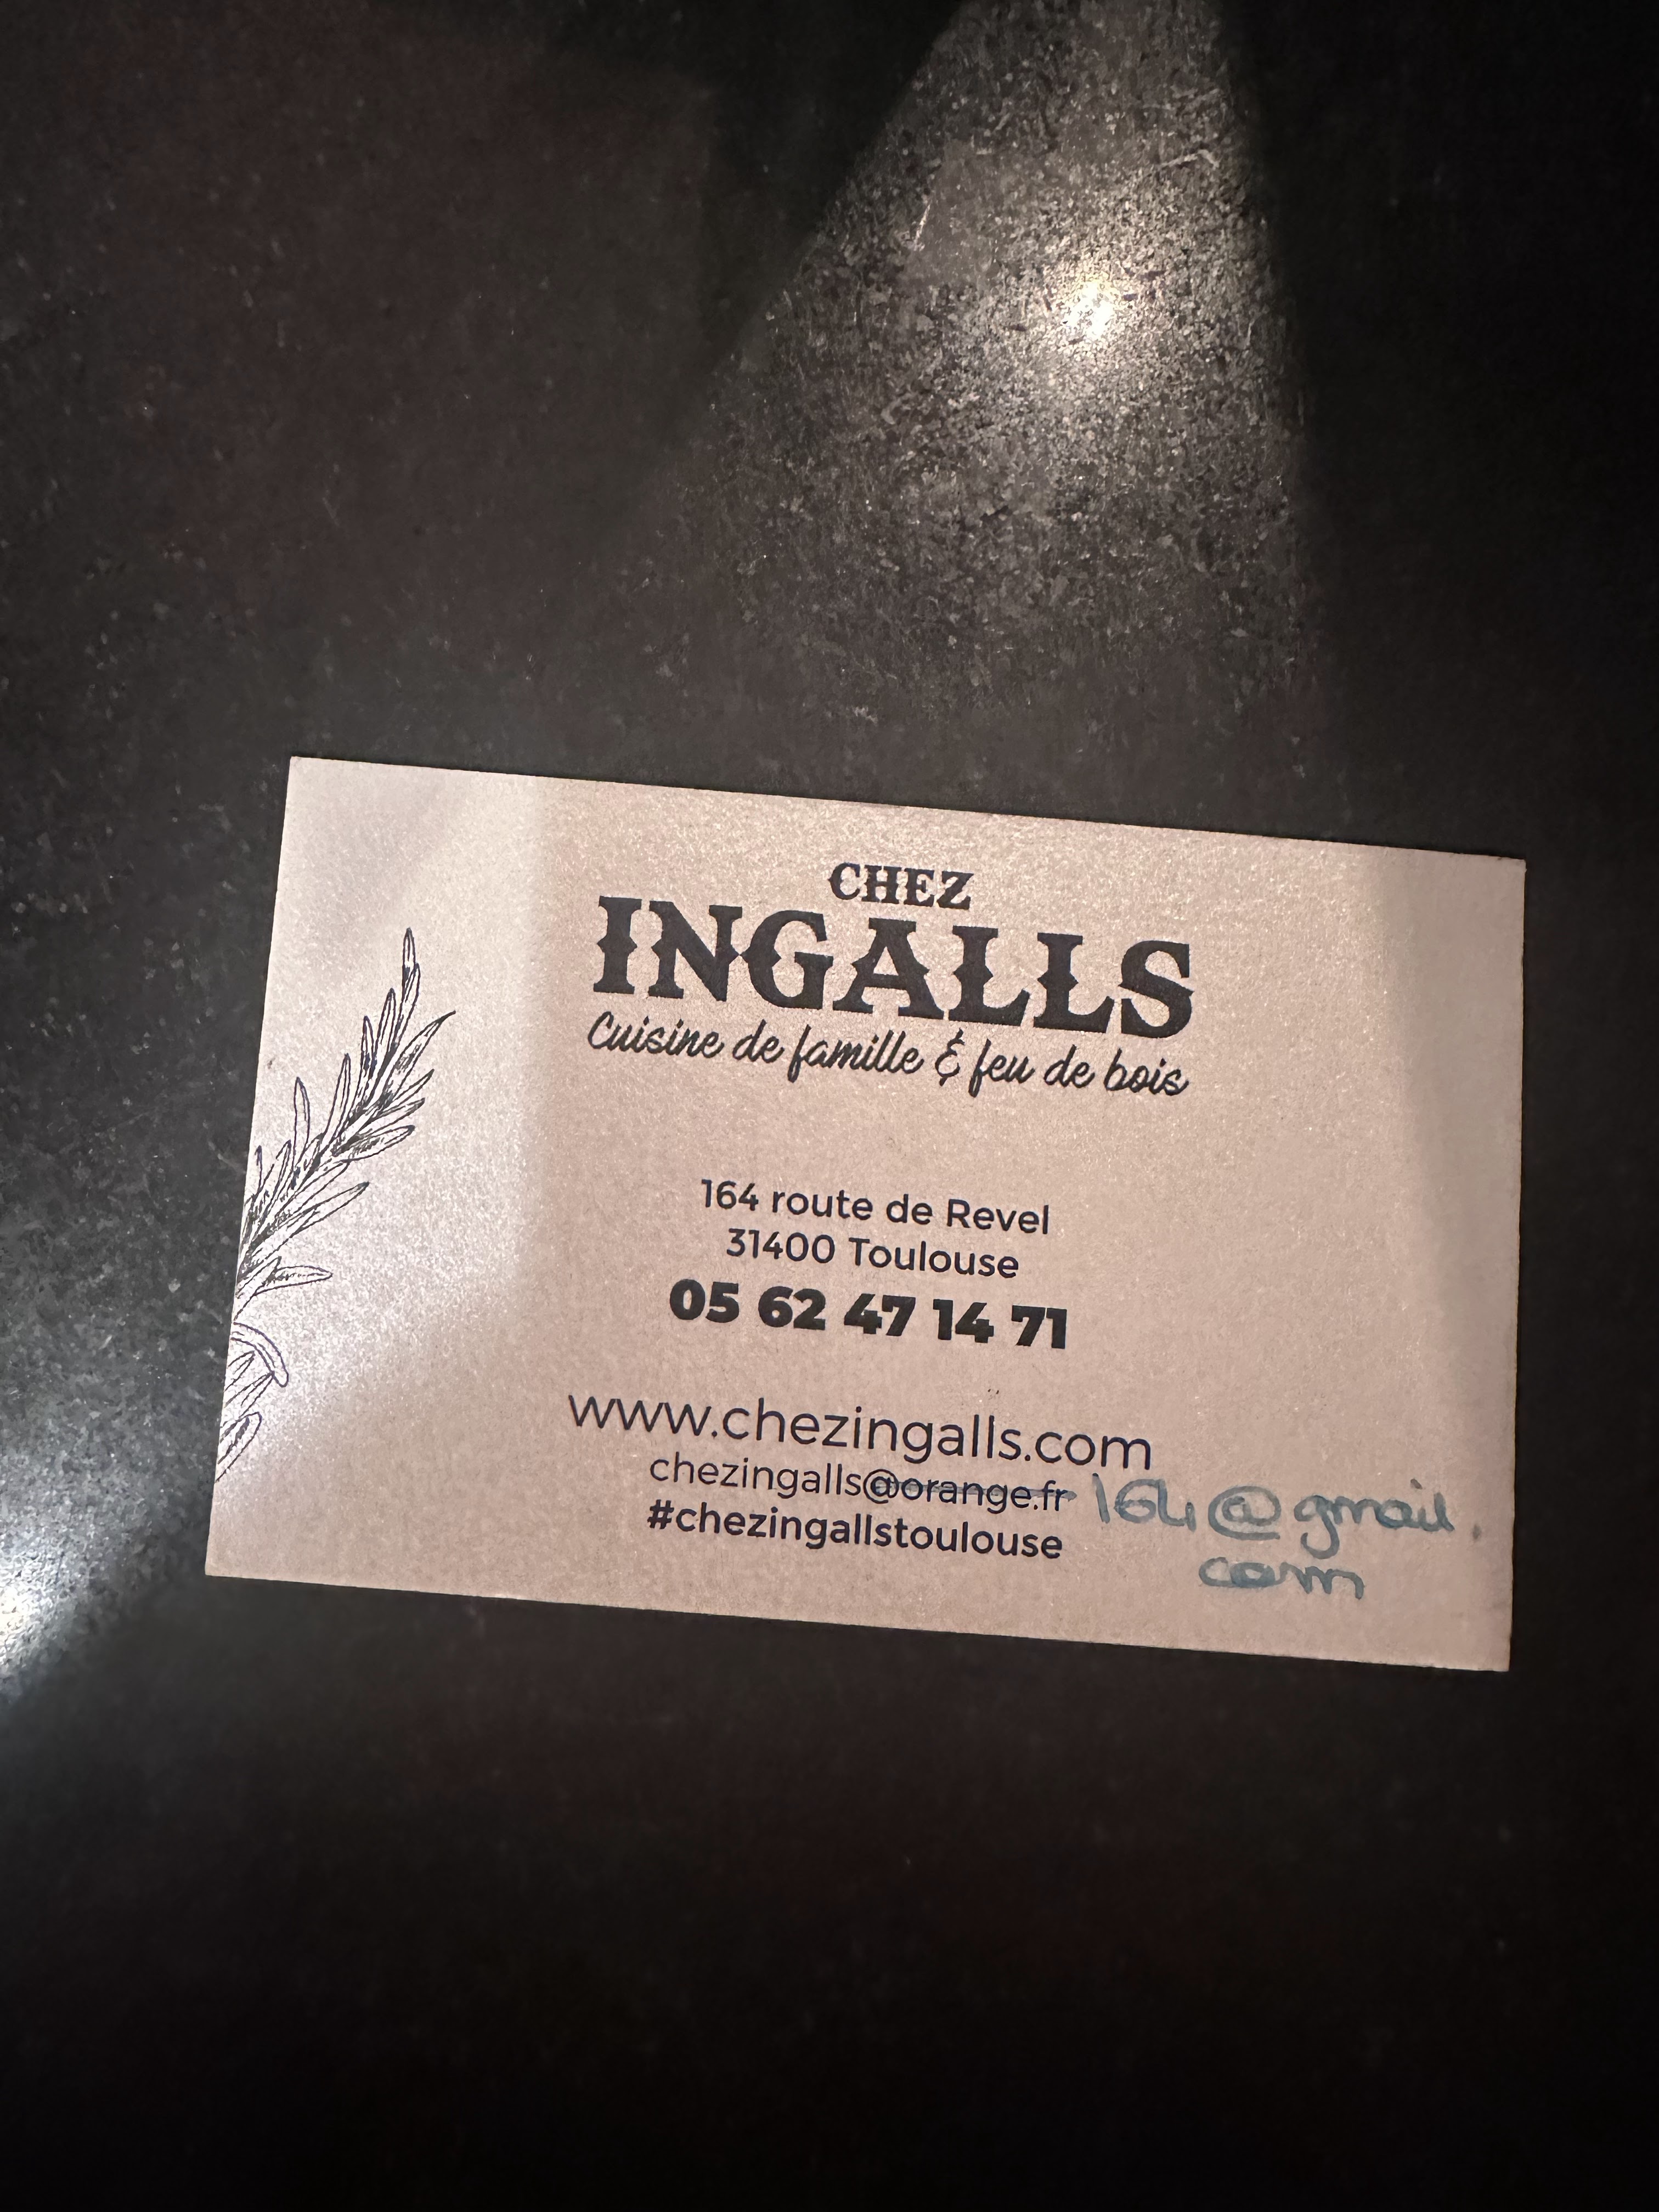 CHEZ
INGALLS
Cuisine de famille & feu de bois
164 route de Revel
31400 Toulouse
05 62 47 14 71
www.chezingalls.com
chezingalls@orange.fr 164@gmail.
com
#chezingallstoulouse